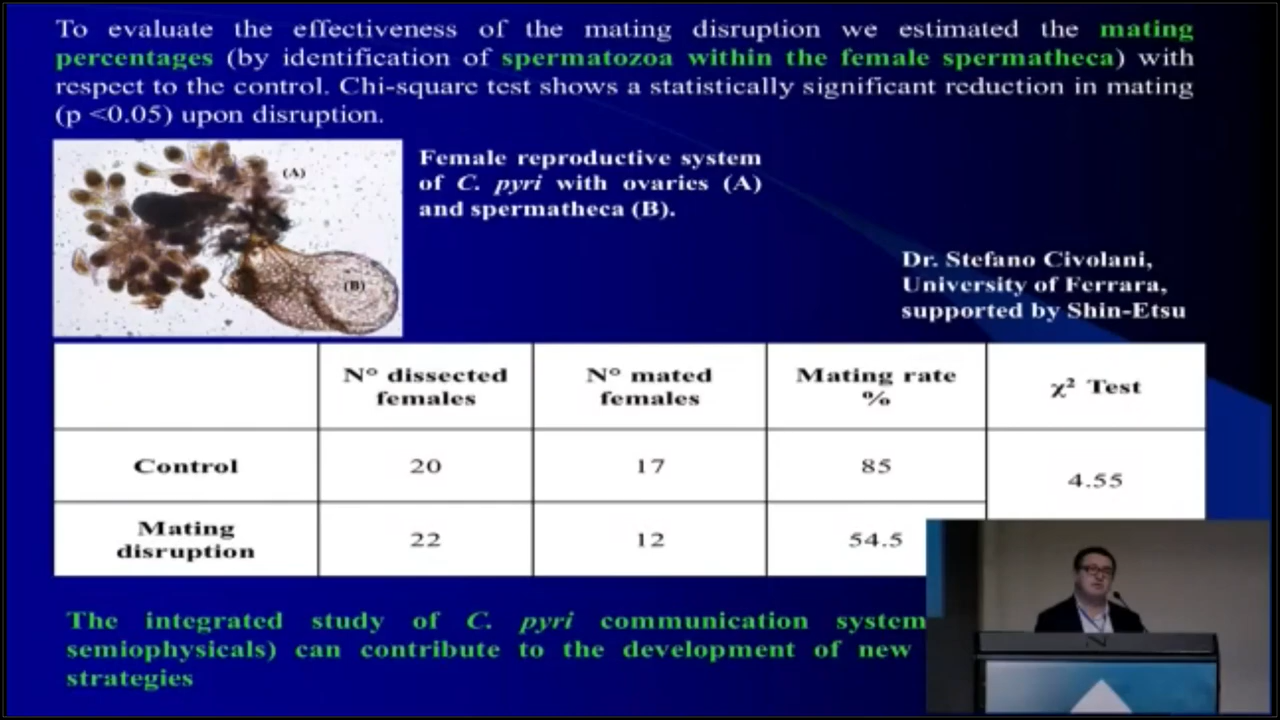 To evaluate the effectiveness of the mating disruption we estimated the mating
percentages (by identification of spermatozoa within the female spermatheca) with
respect to the control. Chi-square test shows a statistically significant reduction in mating
(p <0.05) upon disruption.
(A)
(B)
Female reproductive system
of C. pyri with ovaries (A)
and spermatheca (B).
Dr. Stefano Civolani,
University of Ferrara,
supported by Shin-Etsu
N° dissected
females
N° mated
females
Mating rate
%
χ² Test
Control
20
17
85
4.55
Mating
disruption
22
12
54.5
The integrated study of C. pyri communication system
semiophysicals) can contribute to the development of new
strategies